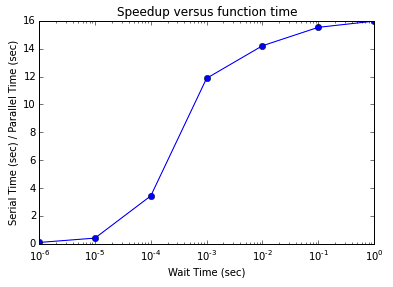 Speedup versus function time
Serial Time (sec) / Parallel Time (sec)
16
14
12
10
8
6
4
2
0
10^-6 10^-5 10^-4 10^-3 10^-2 10^-1 10^0
Wait Time (sec)